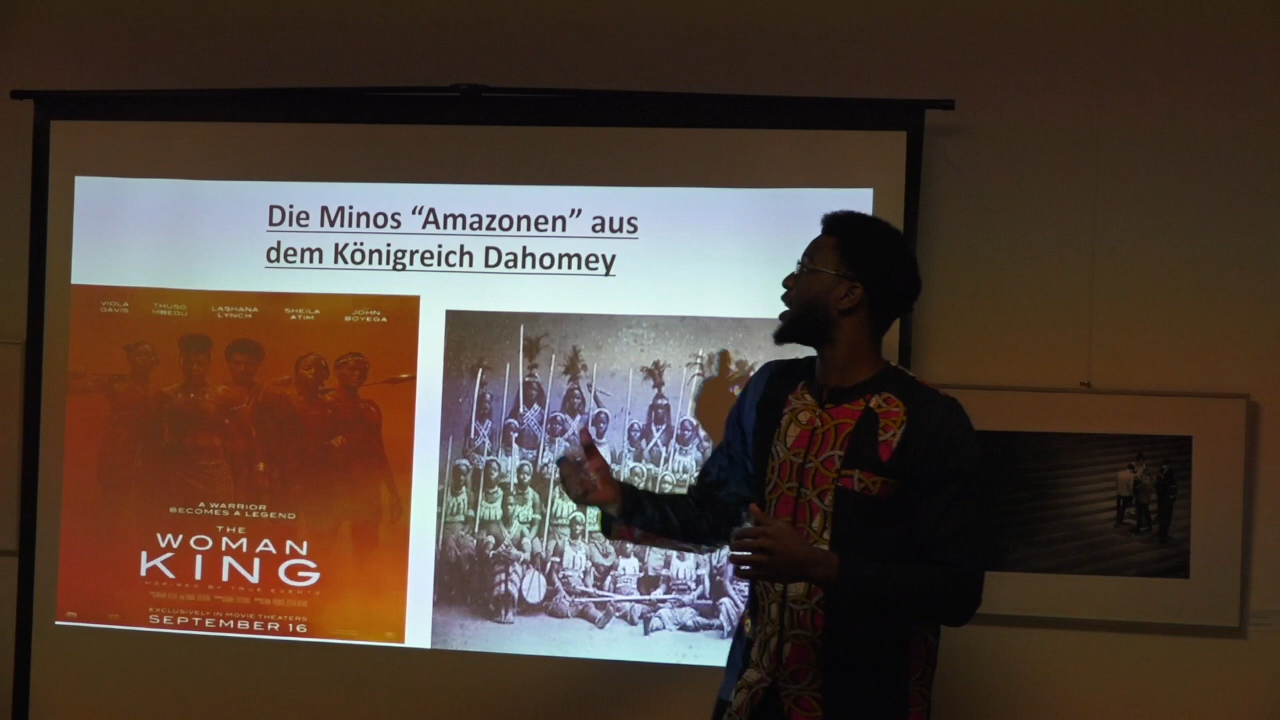 Die Minos “Amazonen” aus
dem Königreich Dahomey
VIOLA DAVIS
THUSO MBEDU
LASHANA LYNCH
SHEILA ATIM
JOHN BOYEGA
A WARRIOR
BECOMES A LEGEND
THE
WOMAN
KING
INSPIRED BY TRUE EVENTS
EXCLUSIVELY IN MOVIE THEATERS
SEPTEMBER 16